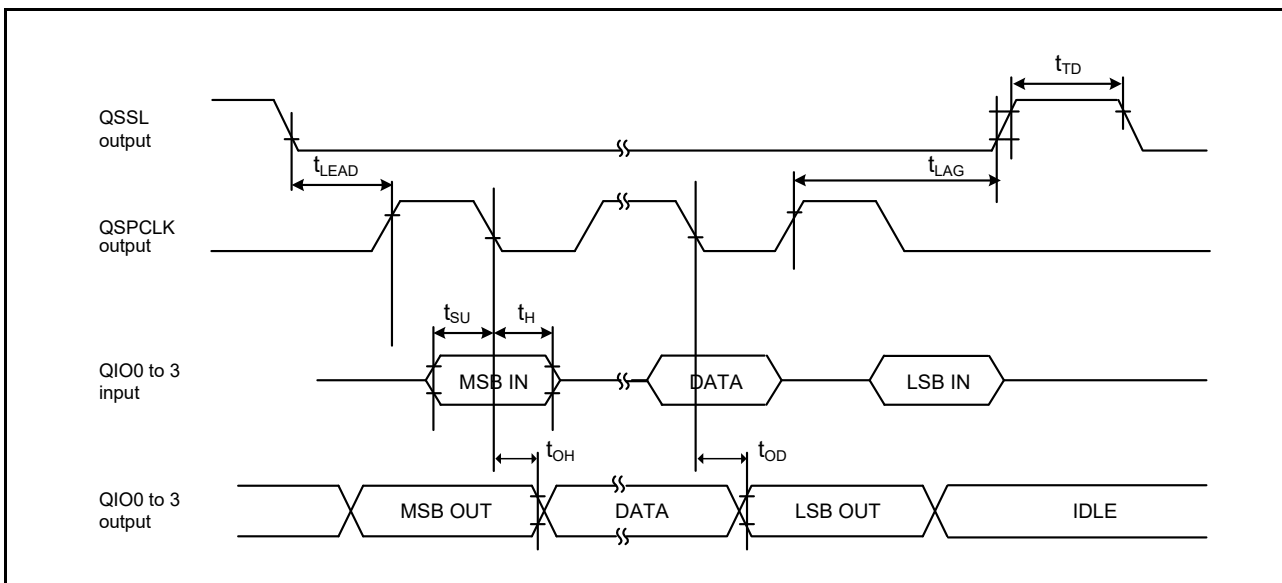 QSSL
output
tTD
tLEAD
tLAG
QSPCLK
output
tSU
tH
QIO0 to 3
input
MSB IN
DATA
LSB IN
tOH
tOD
QIO0 to 3
output
MSB OUT
DATA
LSB OUT
IDLE